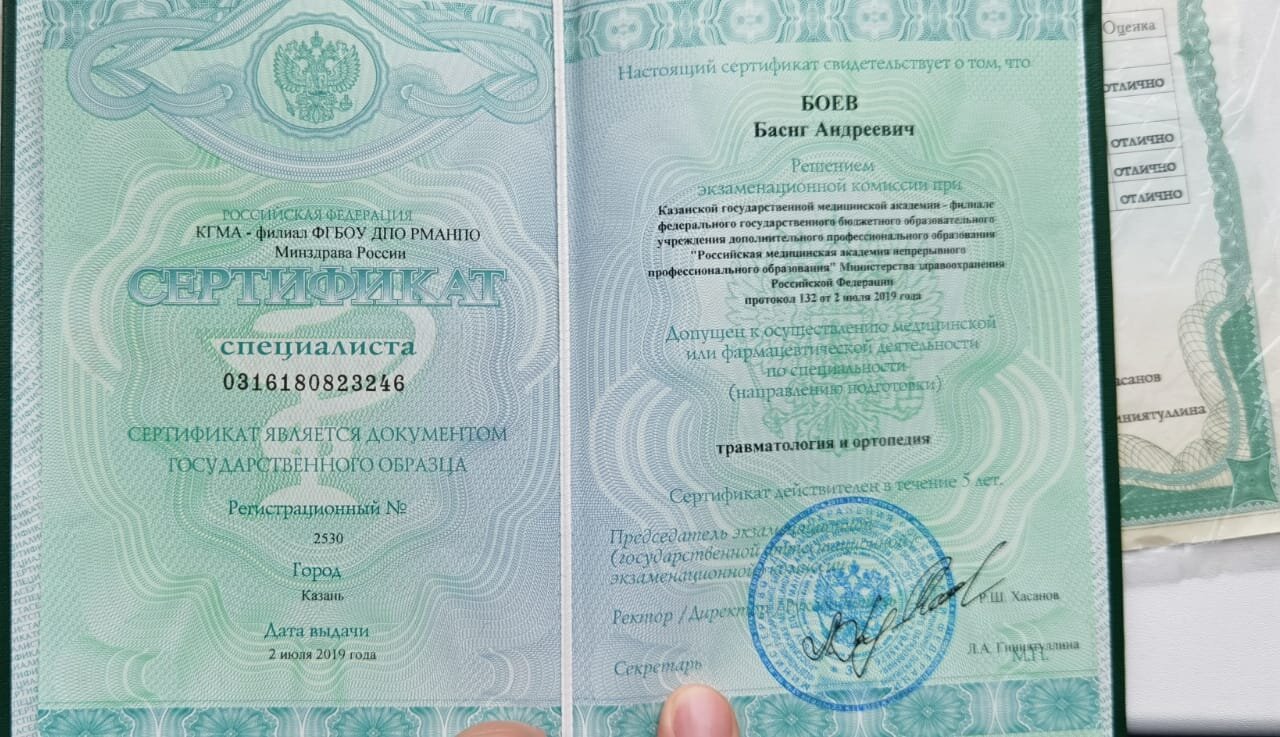 РОССИЙСКАЯ ФЕДЕРАЦИЯ
КГМА - филиал ФГБОУ ДПО РМАНПО
Минздрава России
СЕРТИФИКАТ
специалиста
0316180823246
СЕРТИФИКАТ ЯВЛЯЕТСЯ ДОКУМЕНТОМ
ГОСУДАРСТВЕННОГО ОБРАЗЦА
Регистрационный №
2530
Город
Казань
Дата выдачи
2 июля 2019 года
Настоящий сертификат свидетельствует о том, что
БОЕВ
Басиг Андреевич
Решением
экзаменационной комиссии при
Казанской государственной медицинской академии - филиале
федерального государственного бюджетного образовательного
учреждения дополнительного профессионального образования
"Российская медицинская академия непрерывного
профессионального образования" Министерства здравоохранения
Российской Федерации
протокол 132 от 2 июля 2019 года
Допущен к осуществлению медицинской
или фармацевтической деятельности
по специальности
(направлению подготовки)
травматология и ортопедия
Сертификат действителен в течение 5 лет.
Председатель экзаменационной
(государственной аттестационной)
экзаменационной комиссии
Ректор /Директор
Р.Ш. Хасанов
Секретарь
Л.А. Гиниятуллина
М.П.
Оценка
отлично
отлично
отлично
отлично